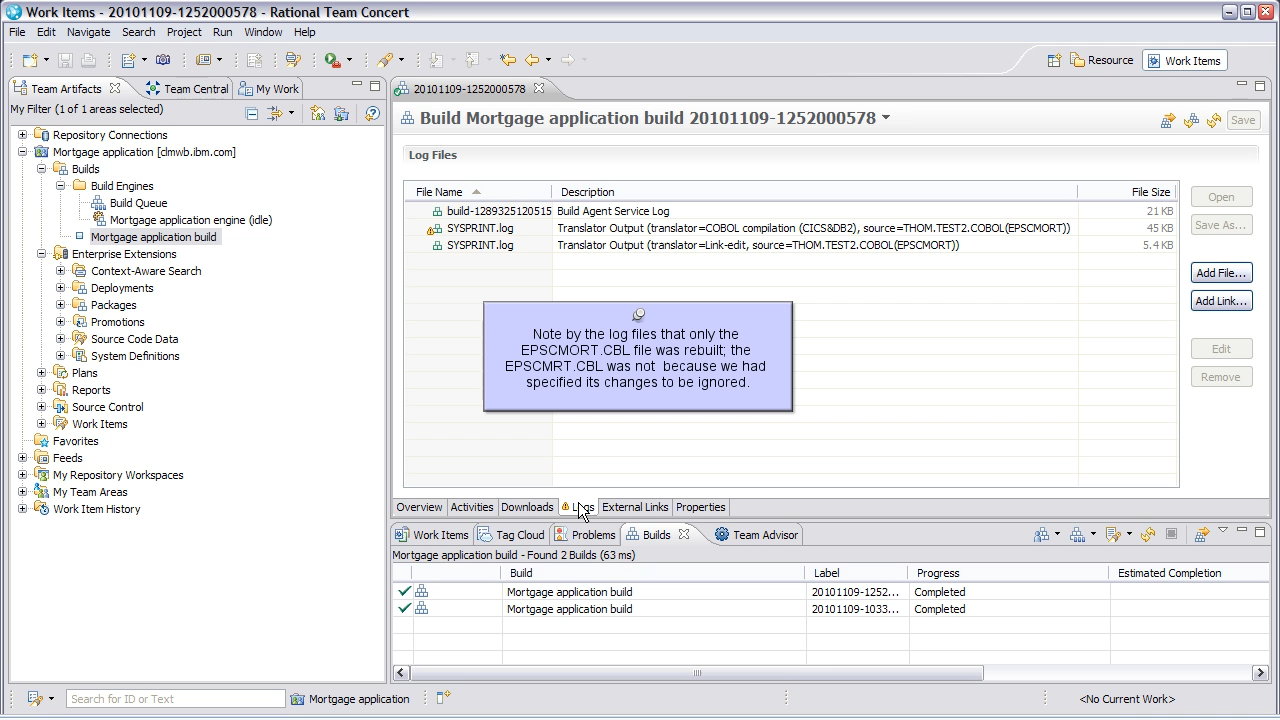 Work Items - 20101109-1252000578 - Rational Team Concert
File Edit Navigate Search Project Run Window Help
Resource Work Items
Team Artifacts Team Central My Work
My Filter (1 of 1 areas selected)
Repository Connections
Mortgage application [clmwb.ibm.com]
Builds
Build Engines
Build Queue
Mortgage application engine (idle)
Mortgage application build
Enterprise Extensions
Context-Aware Search
Deployments
Packages
Promotions
Source Code Data
System Definitions
Plans
Reports
Source Control
Work Items
Favorites
Feeds
My Repository Workspaces
My Team Areas
Work Item History
20101109-1252000578
Build Mortgage application build 20101109-1252000578
Save
Log Files
File Name Description File Size
build-1289325120515 Build Agent Service Log 21 KB
SYSPRINT.log Translator Output (translator=COBOL compilation (CICS&DB2), source=THOM.TEST2.COBOL(EPSCMORT)) 45 KB
SYSPRINT.log Translator Output (translator=Link-edit, source=THOM.TEST2.COBOL(EPSCMORT)) 5.4 KB
Open
Save As...
Add File...
Add Link...
Edit
Remove
Note by the log files that only the
EPSCMORT.CBL file was rebuilt; the
EPSCMRT.CBL was not because we had
specified its changes to be ignored.
Overview Activities Downloads Logs External Links Properties
Work Items Tag Cloud Problems Builds Team Advisor
Mortgage application build - Found 2 Builds (63 ms)
Build Label Progress Estimated Completion
Mortgage application build 20101109-1252... Completed
Mortgage application build 20101109-1033... Completed
Search for ID or Text
Mortgage application
<No Current Work>